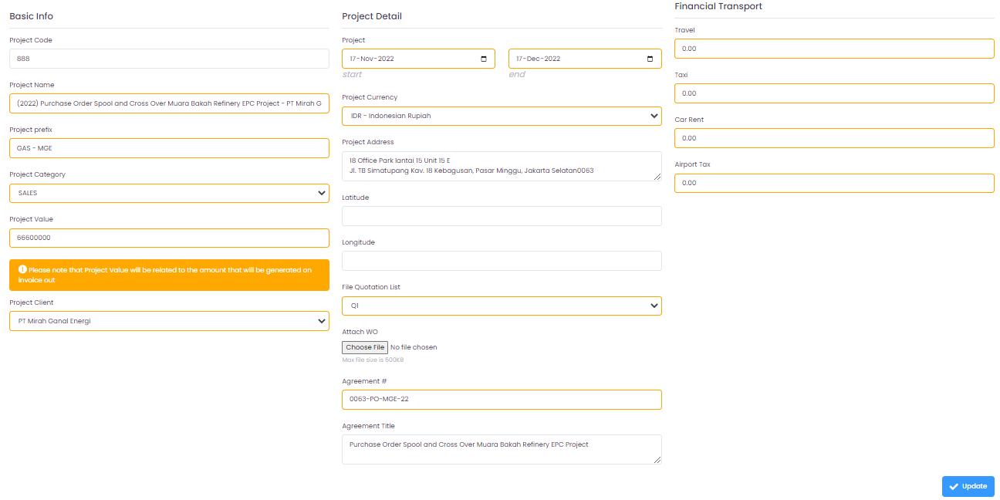 Basic Info
Project Code
888
Project Name
(2022) Purchase Order Spool and Cross Over Muara Bakah Refinery EPC Project - PT Mirah G
Project prefix
GAS - MGE
Project Category
SALES
Project Value
66600000
Please note that Project Value will be related to the amount that will be generated on
invoice out
Project Client
PT Mirah Ganal Energi
Project Detail
Project
17-Nov-2022
17-Dec-2022
start
end
Project Currency
IDR - Indonesian Rupiah
Project Address
18 Office Park lantai 15 Unit 15 E
Jl. TB Simatupang Kav. 18 Kebagusan, Pasar Minggu, Jakarta Selatan0063
Latitude
Longitude
File Quotation List
Q1
Attach WO
Choose File No file chosen
Max file size is 500KB
Agreement #
0063-PO-MGE-22
Agreement Title
Purchase Order Spool and Cross Over Muara Bakah Refinery EPC Project
Financial Transport
Travel
0.00
Taxi
0.00
Car Rent
0.00
Airport Tax
0.00
Update